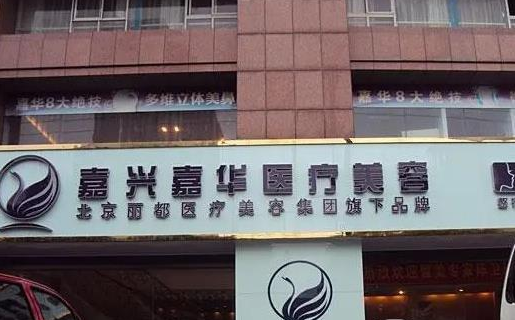 嘉华8大绝技 多维立体美鼻
嘉华8大绝技
嘉兴嘉华医疗美容
北京丽都医疗美容集团旗下品牌